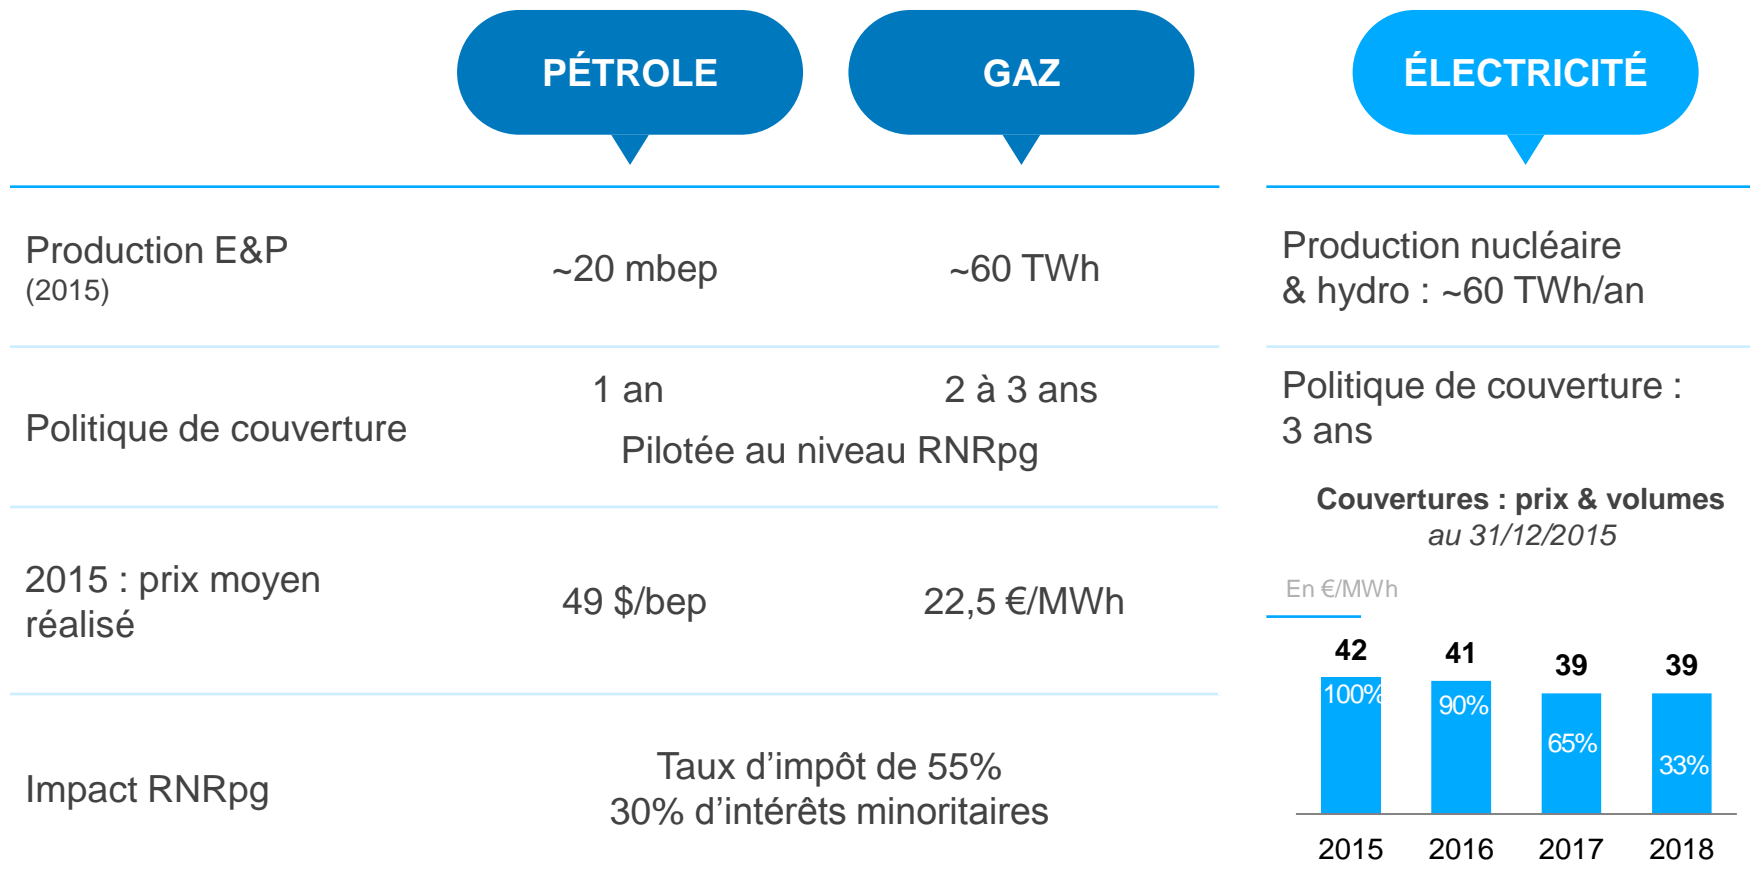 PÉTROLE
GAZ
ÉLECTRICITÉ
Production E&P
(2015)
~20 mbep
~60 TWh
Production nucléaire
& hydro : ~60 TWh/an
Politique de couverture
1 an
2 à 3 ans
Pilotée au niveau RNRpg
Politique de couverture :
3 ans
2015 : prix moyen
réalisé
49 $/bep
22,5 €/MWh
Impact RNRpg
Taux d’impôt de 55%
30% d’intérêts minoritaires
Couvertures : prix & volumes
au 31/12/2015
En €/MWh
42
41
39
39
100%
90%
65%
33%
2015
2016
2017
2018